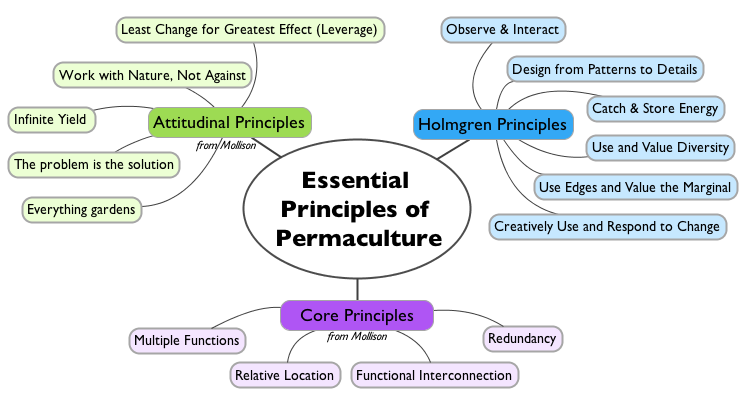 Least Change for Greatest Effect (Leverage)
Work with Nature, Not Against
Infinite Yield
Attitudinal Principles
from Mollison
The problem is the solution
Everything gardens
Observe & Interact
Design from Patterns to Details
Catch & Store Energy
Holmgren Principles
Use and Value Diversity
Use Edges and Value the Marginal
Creatively Use and Respond to Change
Essential
Principles of
Permaculture
Core Principles
from Mollison
Multiple Functions
Relative Location
Functional Interconnection
Redundancy